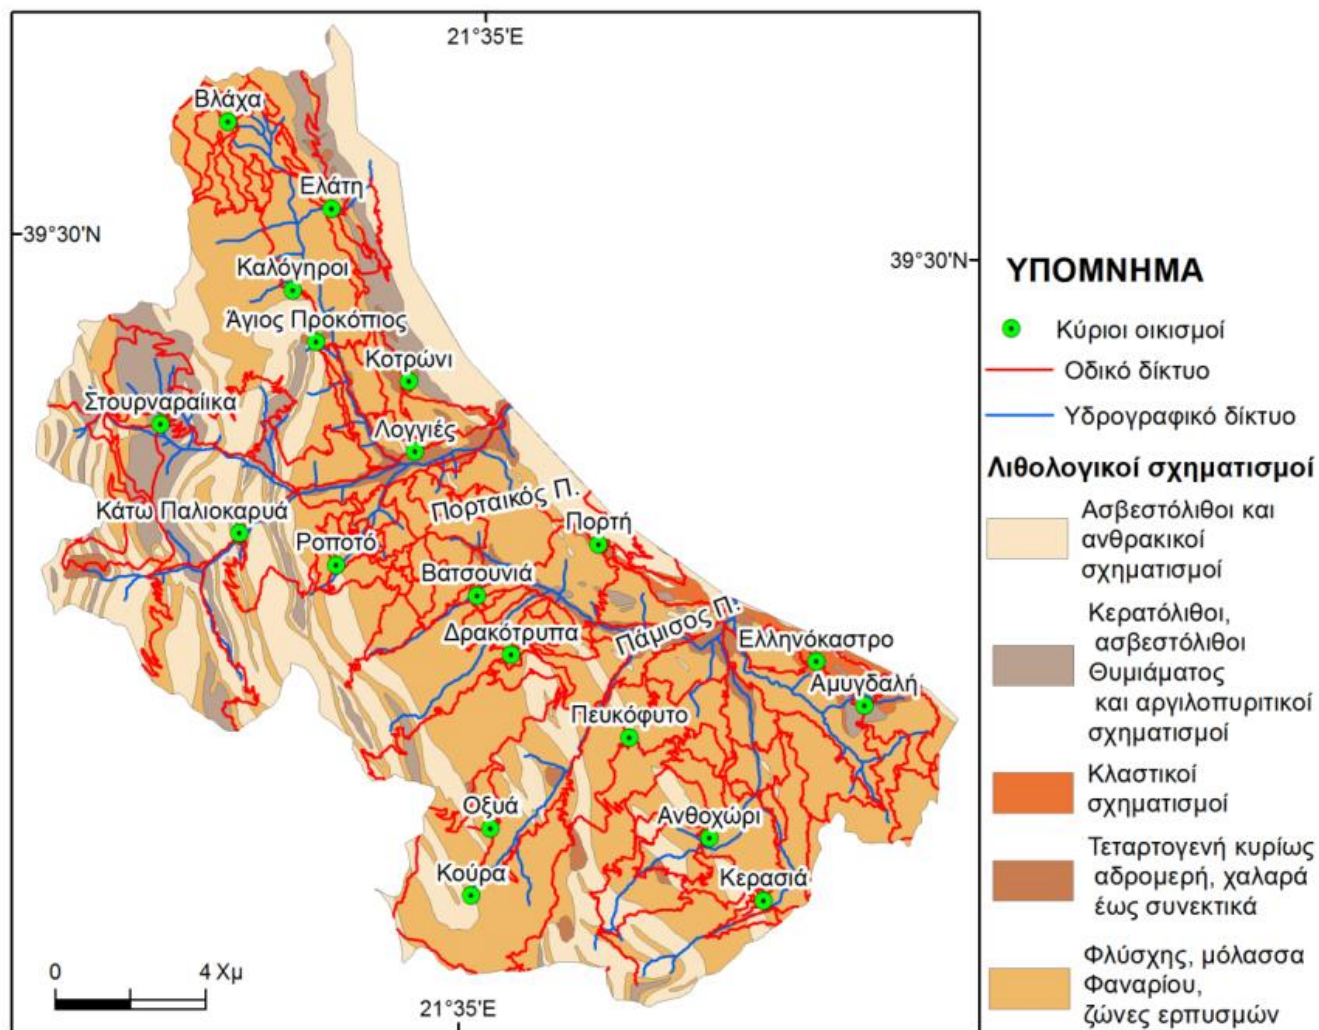 21°35'E
Βλάχα
Ελάτη
39°30'N
39°30'N
Καλόγηροι
Άγιος Προκόπιος
Κοτρώνι
Στουρναραίικα
Λογγιές
Πορταικός Π.
Κάτω Παλιοκαρυά
Ροποτό
Πορτή
Βατσουνιά
Πάμισος Π.
Δρακότρυπα
Ελληνόκαστρο
Αμυγδαλή
Πευκόφυτο
Οξυά
Ανθοχώρι
Κούρα
Κερασιά
0 4 Χμ
21°35'E
ΥΠΟΜΝΗΜΑ
Κύριοι οικισμοί
Οδικό δίκτυο
Υδρογραφικό δίκτυο
Λιθολογικοί σχηματισμοί
Ασβεστόλιθοι και
ανθρακικοί
σχηματισμοί
Κερατόλιθοι,
ασβεστόλιθοι
Θυμιάματος
και αργιλοπυριτικοί
σχηματισμοί
Κλαστικοί
σχηματισμοί
Τεταρτογενή κυρίως
αδρομερή, χαλαρά
έως συνεκτικά
Φλύσχης, μόλασσα
Φαναρίου,
ζώνες ερπυσμών